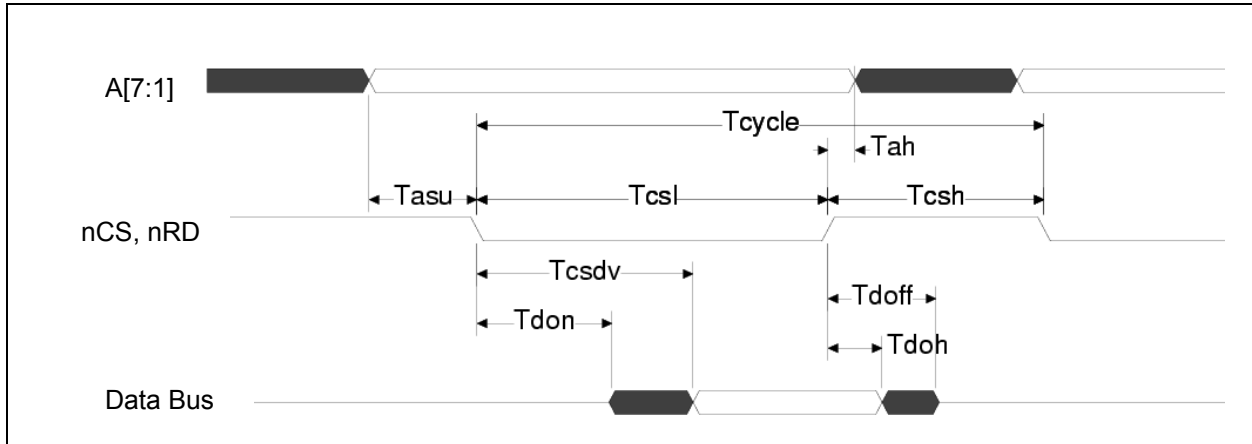 A[7:1]
Tcycle
Tah
Tasu
Tcsl
Tcsh
nCS, nRD
Tcsdv
Tdoff
Tdon
Tdoh
Data Bus